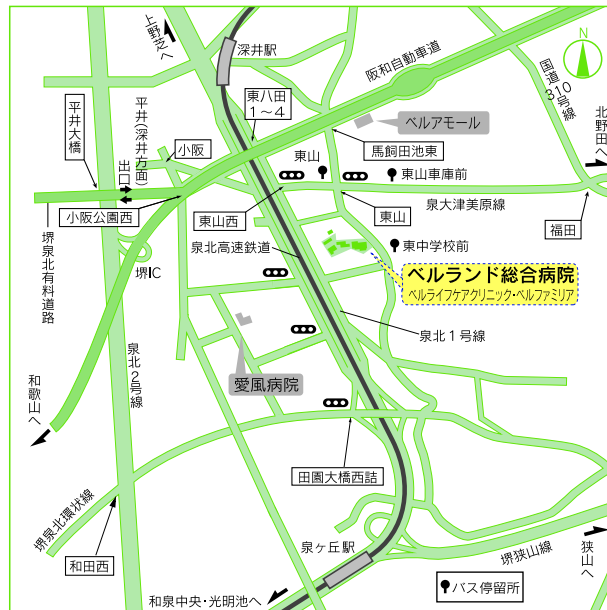 上野芝へ
深井駅
阪和自動車道
国道310号線
N
平井大橋
平井(深井方面)
出口
小阪
東八田
1～4
ベルアモール
馬飼田池東
北野田へ
東山
東山車庫前
泉大津美原線
小阪公園西
東山西
東山
福田
堺泉北有料道路
堺IC
泉北高速鉄道
東中学校前
ベルランド総合病院
ベルライフケアクリニック・ベルファミリア
泉北1号線
泉北2号線
愛風病院
和歌山へ
田園大橋西詰
堺泉北環状線
和田西
泉ヶ丘駅
堺狭山線
狭山へ
バス停留所
和泉中央・光明池へ